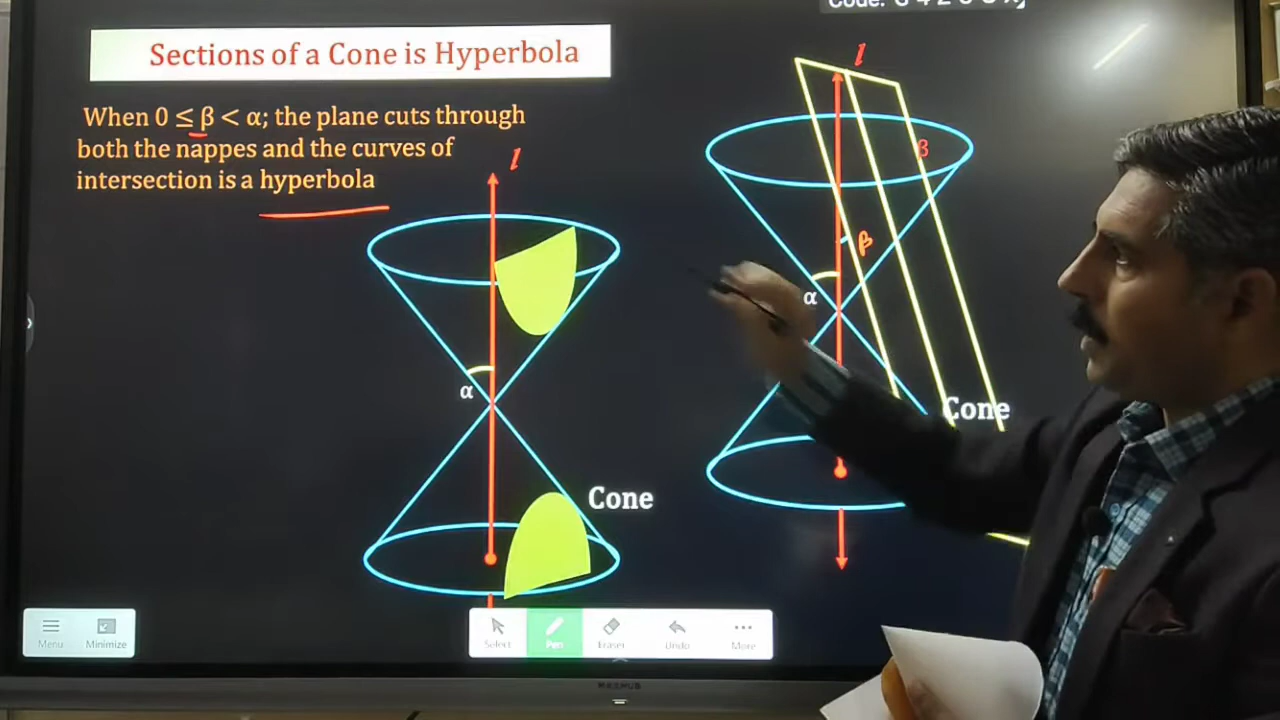 Sections of a Cone is Hyperbola
When 0 ≤ β < α; the plane cuts through
both the nappes and the curves of
intersection is a hyperbola
l
α
Cone
l
β
β
α
Cone
Menu
Minimize
Select
Pen
Eraser
Undo
More